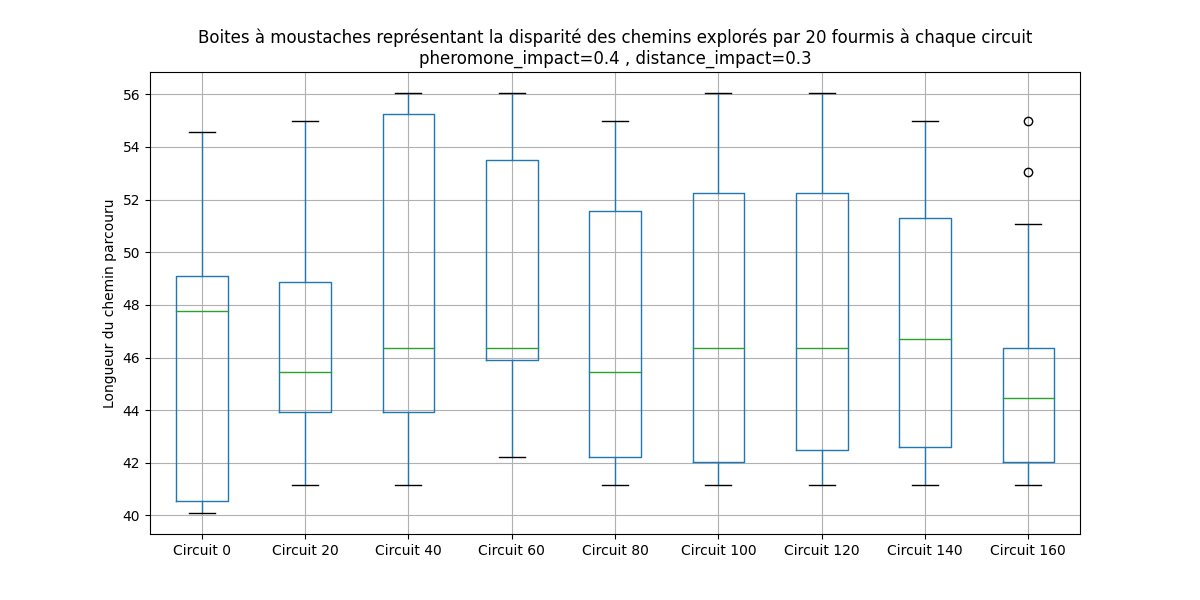 Boites à moustaches représentant la disparité des chemins explorés par 20 fourmis à chaque circuit
pheromone_impact=0.4 , distance_impact=0.3
Longueur du chemin parcouru
56
54
52
50
48
46
44
42
40
Circuit 0
Circuit 20
Circuit 40
Circuit 60
Circuit 80
Circuit 100
Circuit 120
Circuit 140
Circuit 160